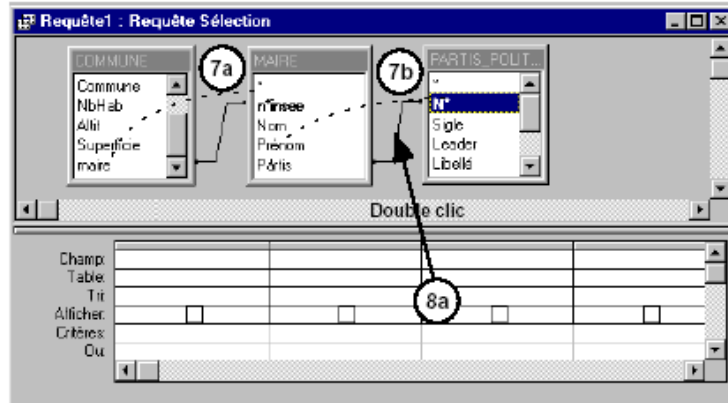 Requête1 : Requête Sélection
COMMUNE
Commune
NbHab
Altit
Superficie
maire
7a
MAIRE
*
n°insee
Nom
Prénom
Partis
7b
PARTIS_POLIT...
*
N°
Sigle
Leader
Libellé
Double clic
8a
Champ:
Table:
Tri:
Afficher:
Critères:
Ou: